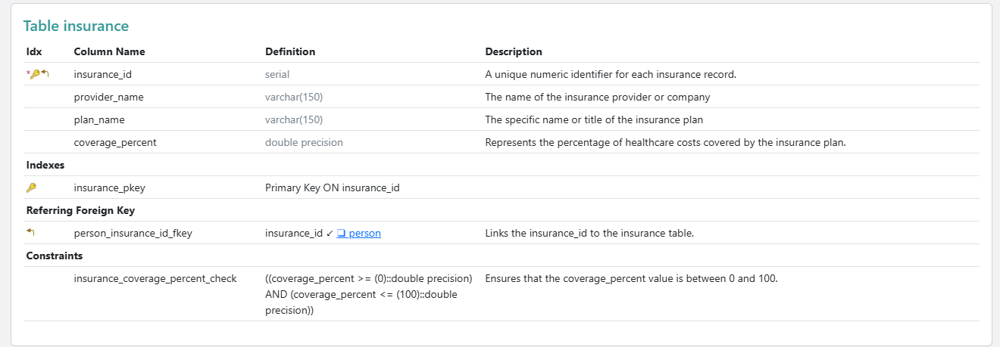 Table insurance
Idx Column Name Definition Description
* insurance_id serial A unique numeric identifier for each insurance record.
provider_name varchar(150) The name of the insurance provider or company
plan_name varchar(150) The specific name or title of the insurance plan
coverage_percent double precision Represents the percentage of healthcare costs covered by the insurance plan.
Indexes
insurance_pkey Primary Key ON insurance_id
Referring Foreign Key
person_insurance_id_fkey insurance_id ↙ ❏ person Links the insurance_id to the insurance table.
Constraints
insurance_coverage_percent_check ((coverage_percent >= (0)::double precision) Ensures that the coverage_percent value is between 0 and 100.
AND (coverage_percent <= (100)::double
precision))